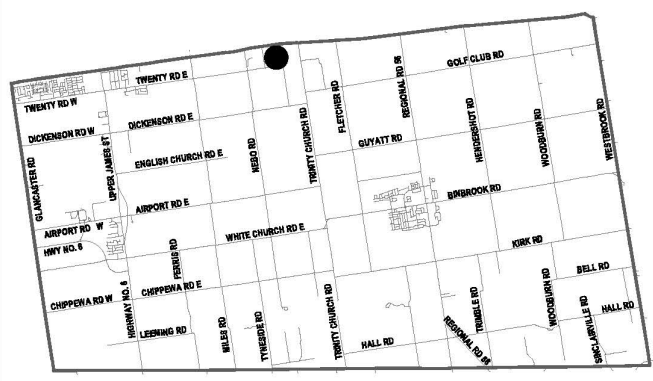 TWENTY RD E
TWENTY RD W
GOLF CLUB RD
REGIONAL RD 56
FLETCHER RD
DICKENSON RD W
DICKENSON RD E
NEBO RD
TRINITY CHURCH RD
GUYATT RD
HENDERSHOT RD
WOODBURN RD
WESTBROOK RD
GLANCASTER RD
UPPER JAMES ST
ENGLISH CHURCH RD E
AIRPORT RD E
AIRPORT RD W
HWY NO. 6
BINBROOK RD
WHITE CHURCH RD E
FERRIS RD
KIRK RD
BELL RD
CHIPPEWA RD W
CHIPPEWA RD E
HIGHWAY NO. 6
LEEMING RD
MILES RD
TYNESIDE RD
TRINITY CHURCH RD
HALL RD
REGIONAL RD 56
TRIMBLE RD
WOODBURN RD
SINCLAIRVILLE RD
HALL RD